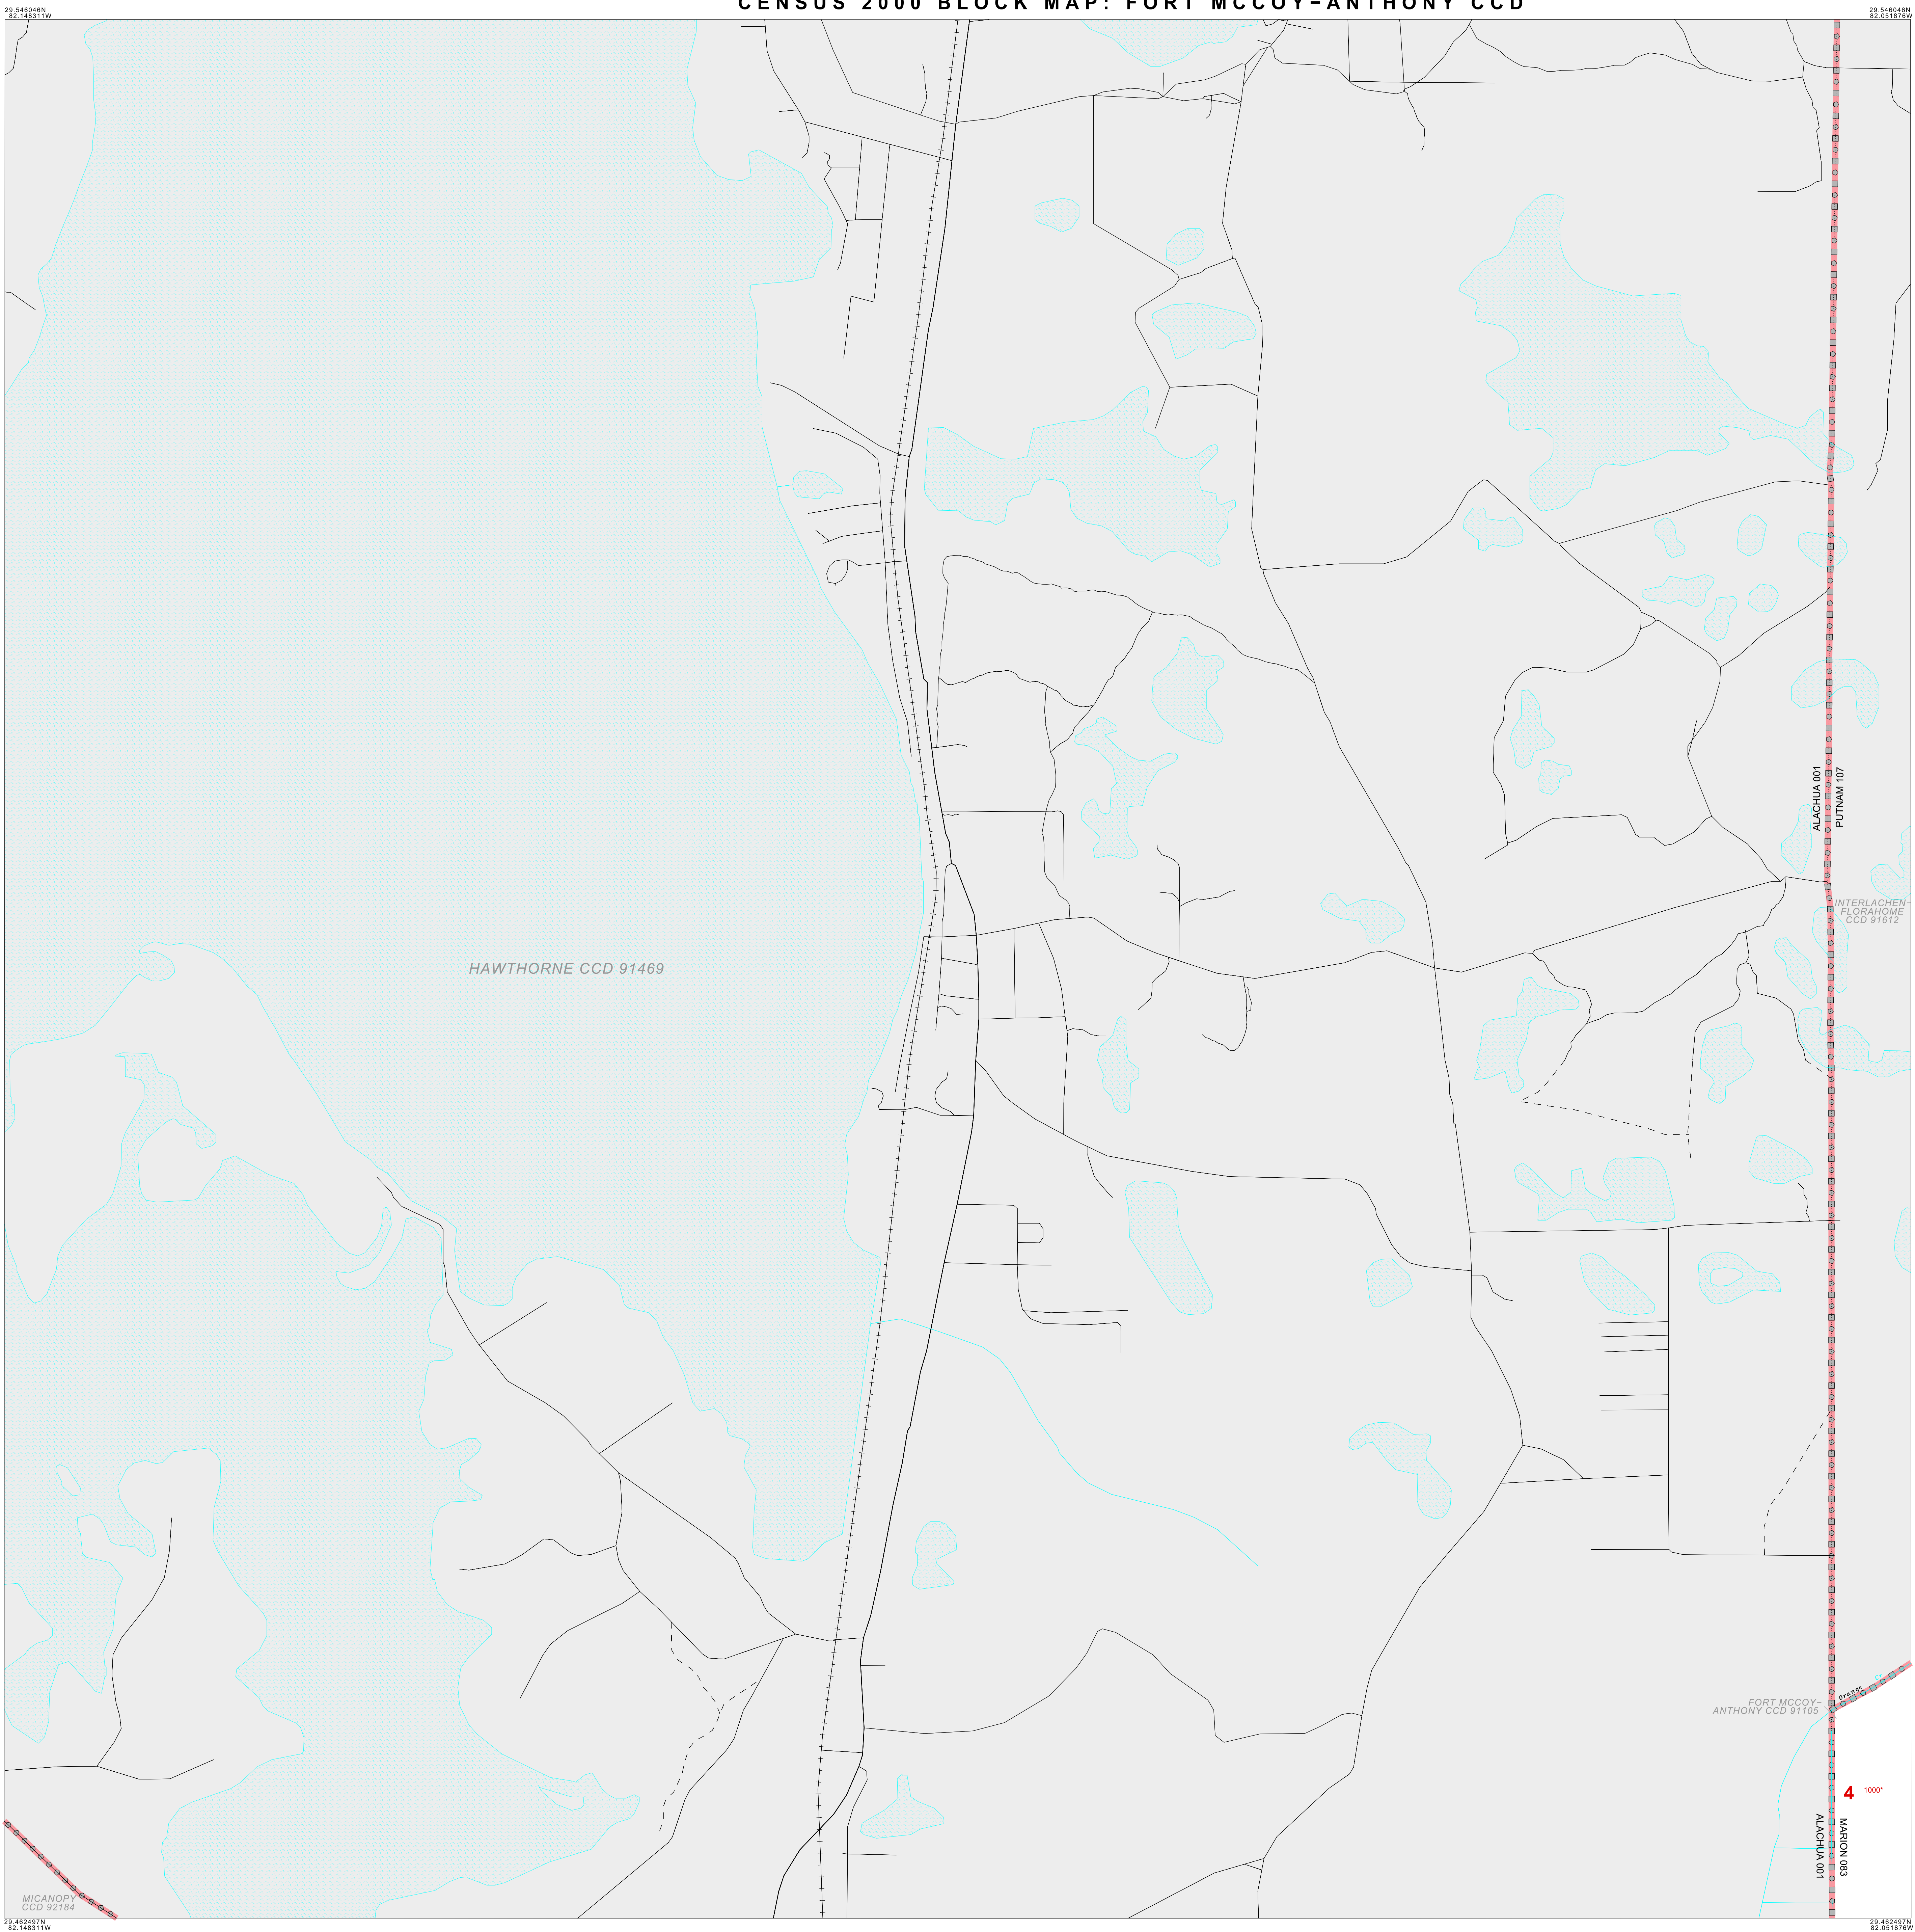 CENSUS 2000 BLOCK MAP: FORT MCCOY−ANTHONY CCD
29.546046N
82.148311W
29.546046N
82.051876W
ALACHUA 001
PUTNAM 107
INTERLACHEN−
FLORAHOME
CCD 91612
HAWTHORNE CCD 91469
Orange
FORT MCCOY−
ANTHONY CCD 91105
4 1000*
ALACHUA 001
MARION 083
MICANOPY
CCD 92184
29.462497N
82.148311W
29.462497N
82.051876W